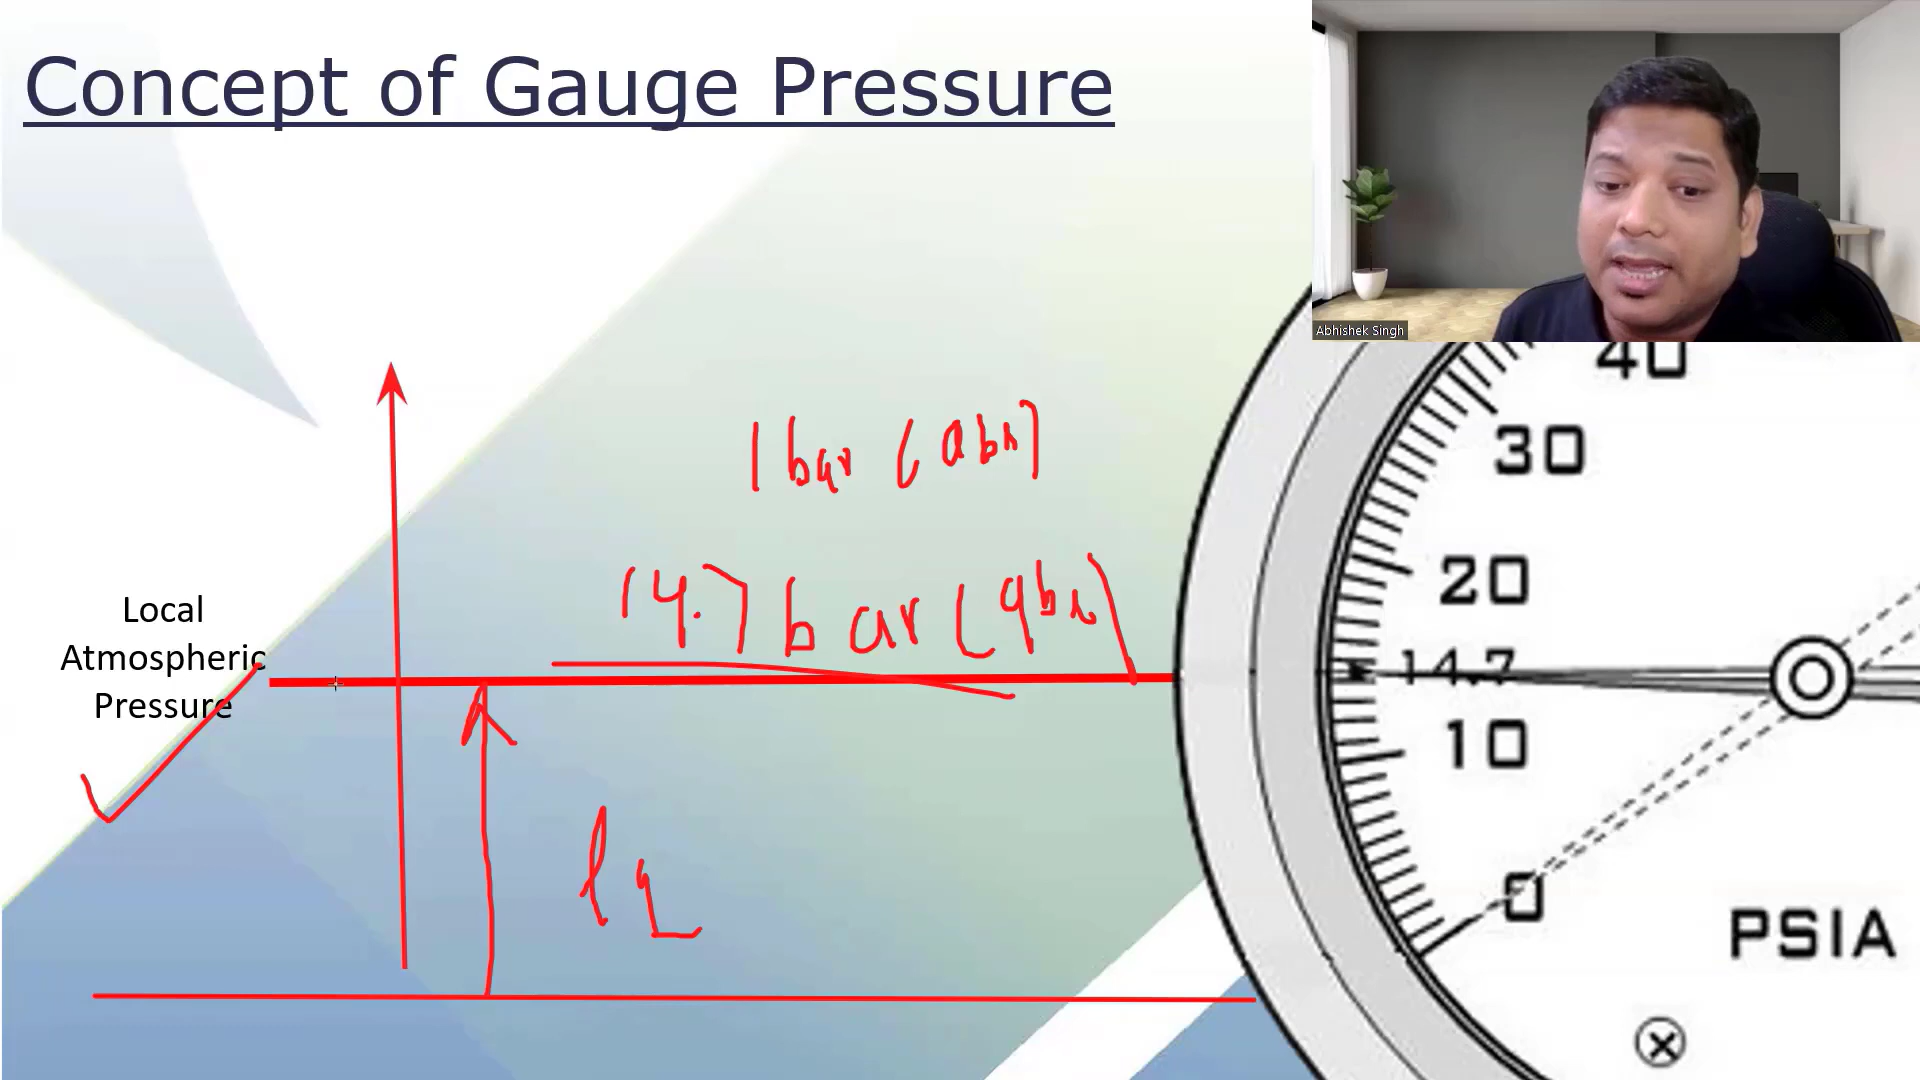 Concept of Gauge Pressure
Abhishek Singh
40
30
1 bar (abs)
20
14.7 bar (abs)
Local
Atmospheric
Pressure
14.7
10
0
PSIA